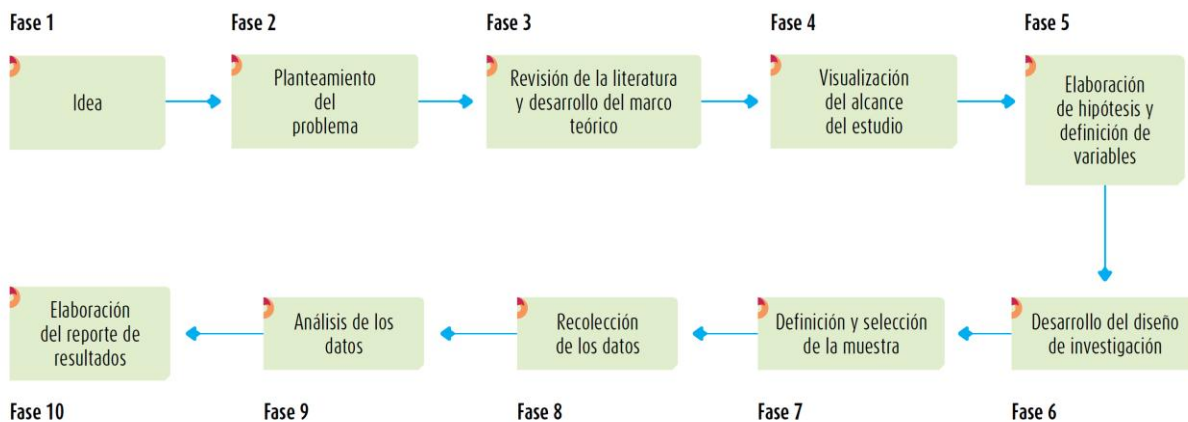 Fase 1
Idea
Fase 2
Planteamiento
del
problema
Fase 3
Revisión de la literatura
y desarrollo del marco
teórico
Fase 4
Visualización
del alcance
del estudio
Fase 5
Elaboración
de hipótesis y
definición de
variables
Desarrollo del diseño
de investigación
Fase 6
Definición y selección
de la muestra
Fase 7
Recolección
de los datos
Fase 8
Análisis de los
datos
Fase 9
Elaboración
del reporte de
resultados
Fase 10